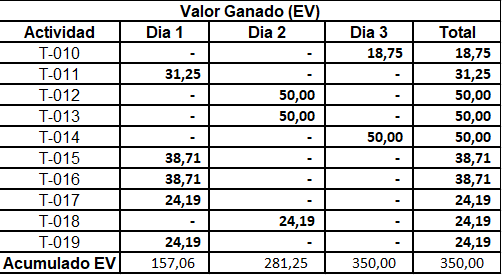 Valor Ganado (EV)
Actividad Dia 1 Dia 2 Dia 3 Total
T-010 - - 18,75 18,75
T-011 31,25 - - 31,25
T-012 - 50,00 - 50,00
T-013 - 50,00 - 50,00
T-014 - - 50,00 50,00
T-015 38,71 - - 38,71
T-016 38,71 - - 38,71
T-017 24,19 - - 24,19
T-018 - 24,19 - 24,19
T-019 24,19 - - 24,19
Acumulado EV 157,06 281,25 350,00 350,00